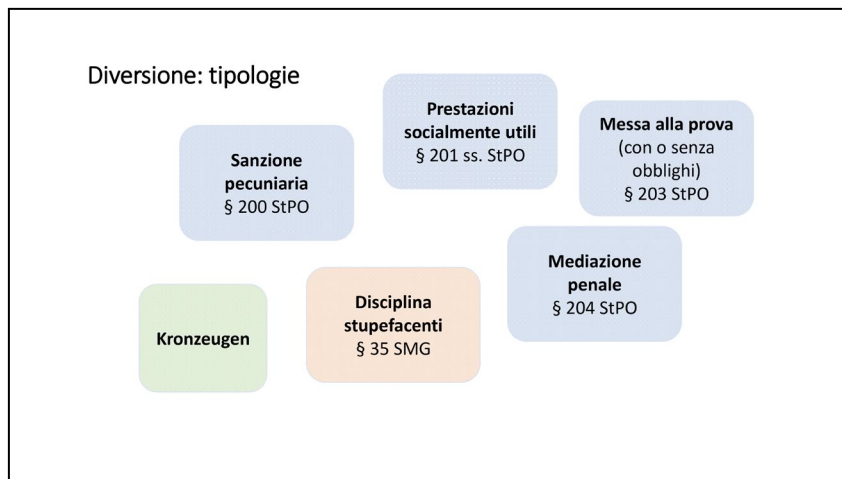 Diversione: tipologie
Prestazioni
socialmente utili
§ 201 ss. StPO
Messa alla prova
(con o senza
obblighi)
§ 203 StPO
Sanzione
pecuniaria
§ 200 StPO
Mediazione
penale
§ 204 StPO
Disciplina
stupefacenti
§ 35 SMG
Kronzeugen